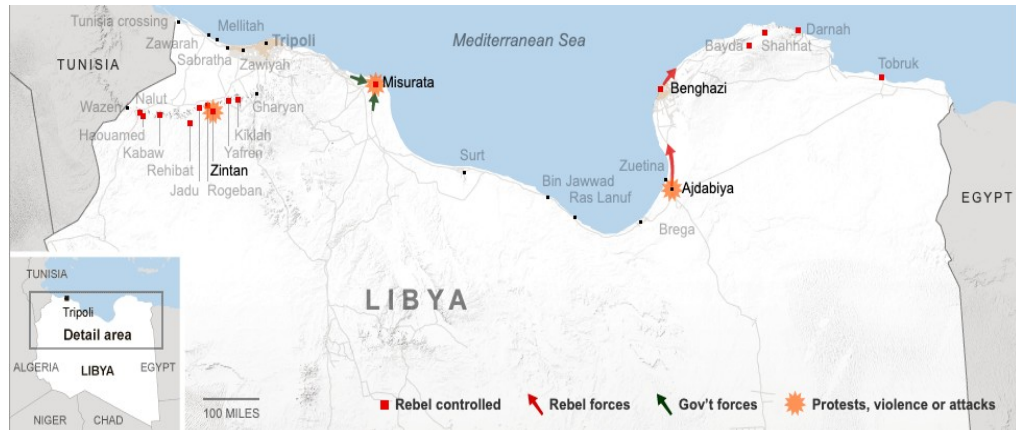 Tunisia crossing
Mellitah
Zawarah
Tripoli
Sabratha
Zawiyah
TUNISIA
Mediterranean Sea
Darnah
Bayda
Shahhat
Tobruk
Misurata
Benghazi
Wazen
Nalut
Gharyan
Haouamed
Kiklah
Kabaw
Yafren
Rehibat
Zintan
Jadu
Rogeban
Surt
Zuetina
Bin Jawwad
Ajdabiya
Ras Lanuf
EGYPT
Brega
LIBYA
TUNISIA
Tripoli
Detail area
ALGERIA
LIBYA
EGYPT
NIGER
CHAD
100 MILES
Rebel controlled
Rebel forces
Gov't forces
Protests, violence or attacks